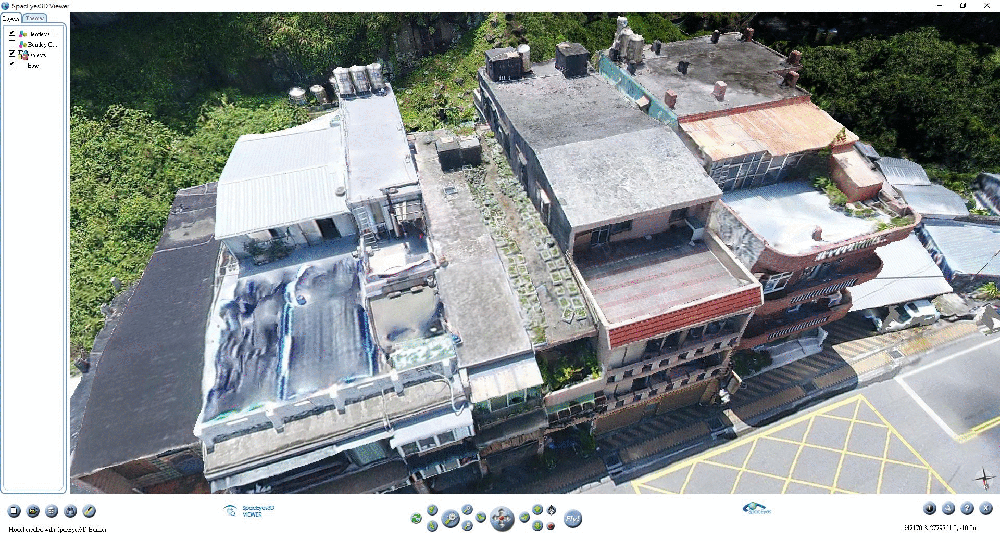 SpacEyes3D Viewer
Layers
Themes
Bentley C...
Bentley C...
Objects
Base
N
SpacEyes3D
VIEWER
Fly!
SpacEyes
Model created with SpacEyes3D Builder
342170.3, 2779761.0, -10.0m